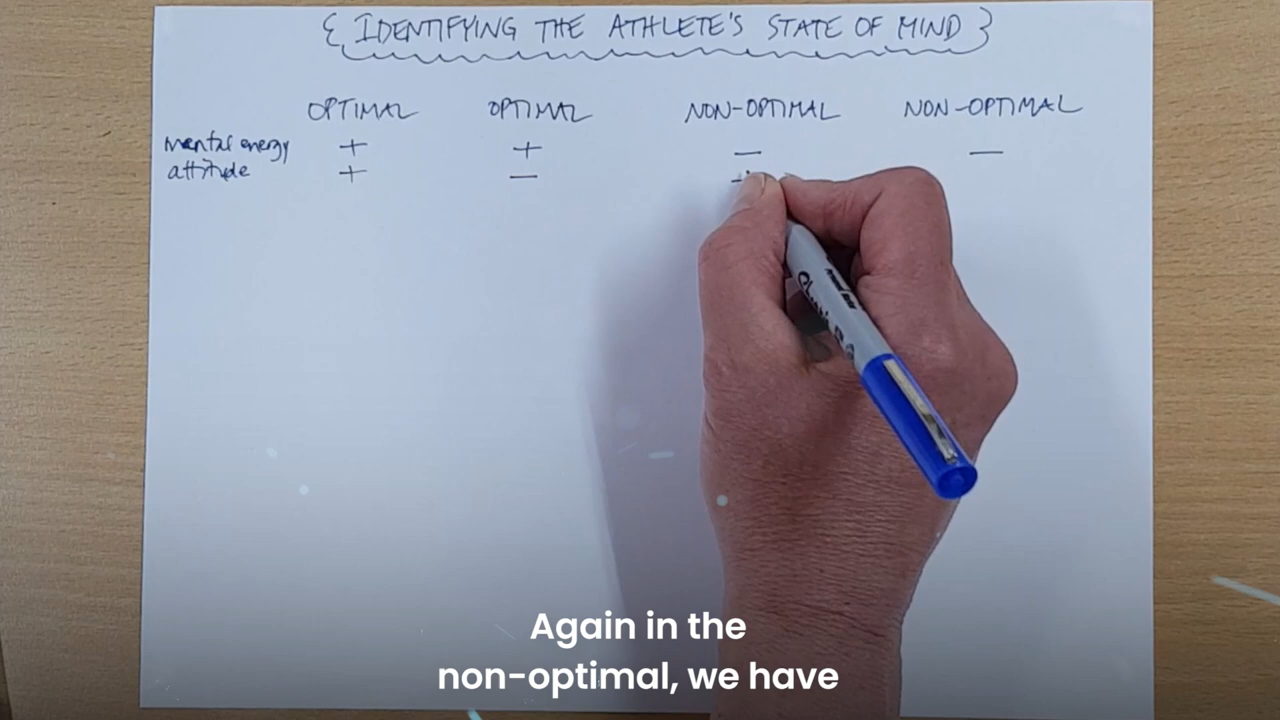 { IDENTIFYING THE ATHLETE'S STATE OF MIND }
OPTIMAL OPTIMAL NON-OPTIMAL NON-OPTIMAL
mental energy + + — —
attitude + —
Again in the
non-optimal, we have